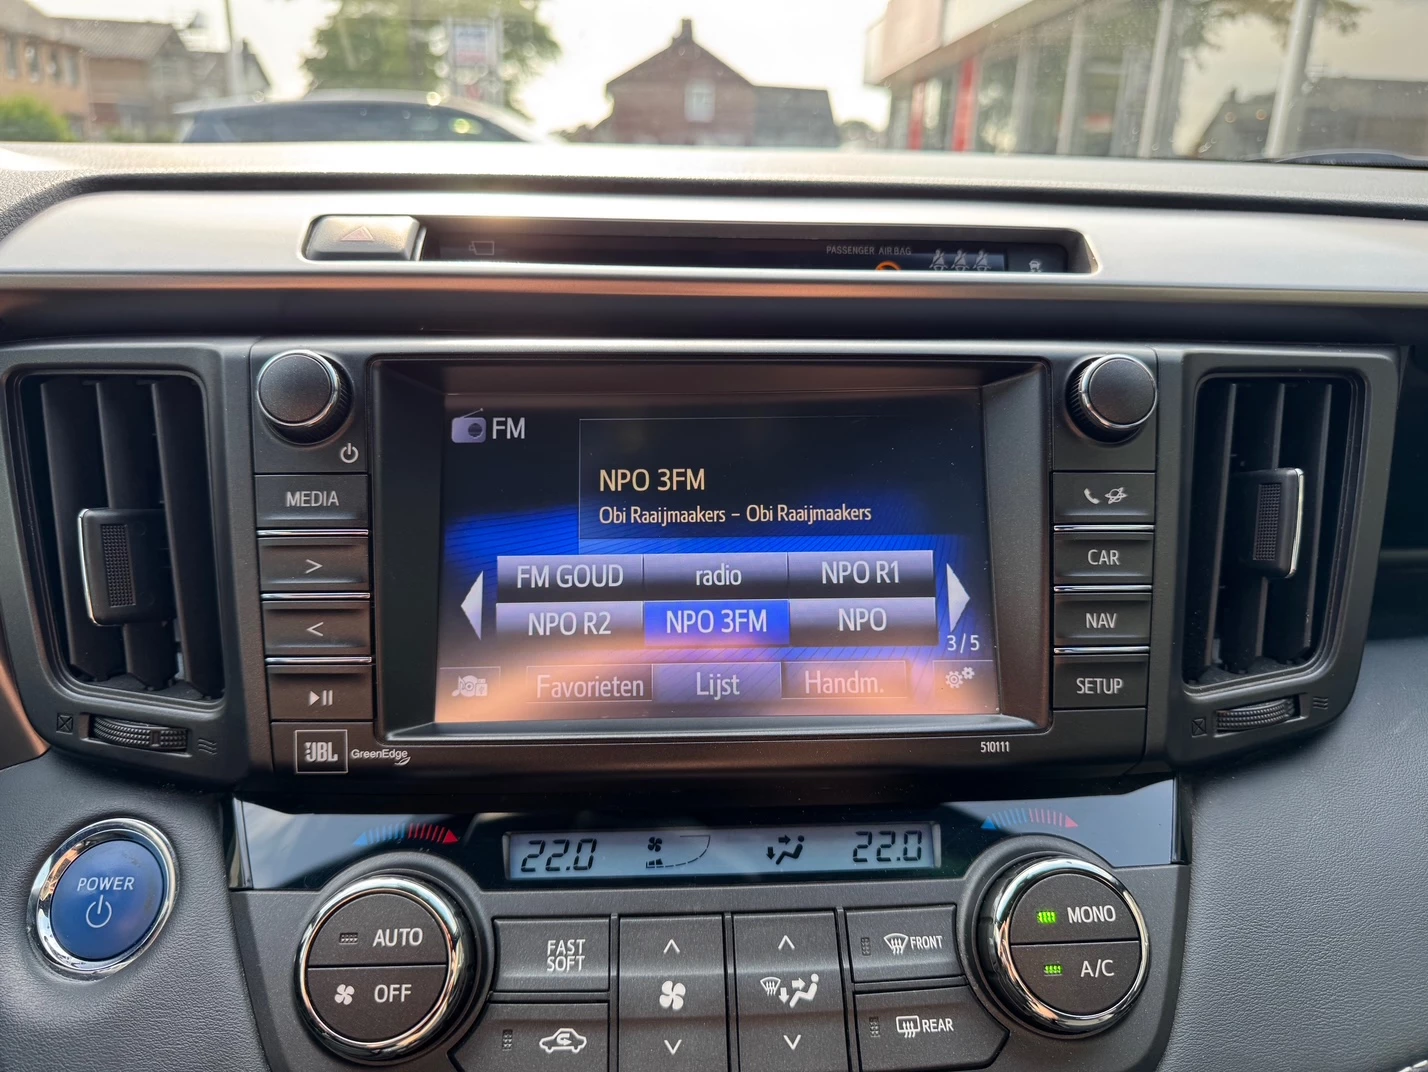 PASSENGER AIRBAG
FM
NPO 3FM
Obi Raaijmaakers - Obi Raaijmaakers
FM GOUD
radio
NPO R1
NPO R2
NPO 3FM
NPO
3/5
Favorieten
Lijst
Handm.
MEDIA
>
<
CAR
NAV
SETUP
JBL GreenEdge
510111
22.0
22.0
POWER
AUTO
OFF
FAST
SOFT
FRONT
REAR
MONO
A/C